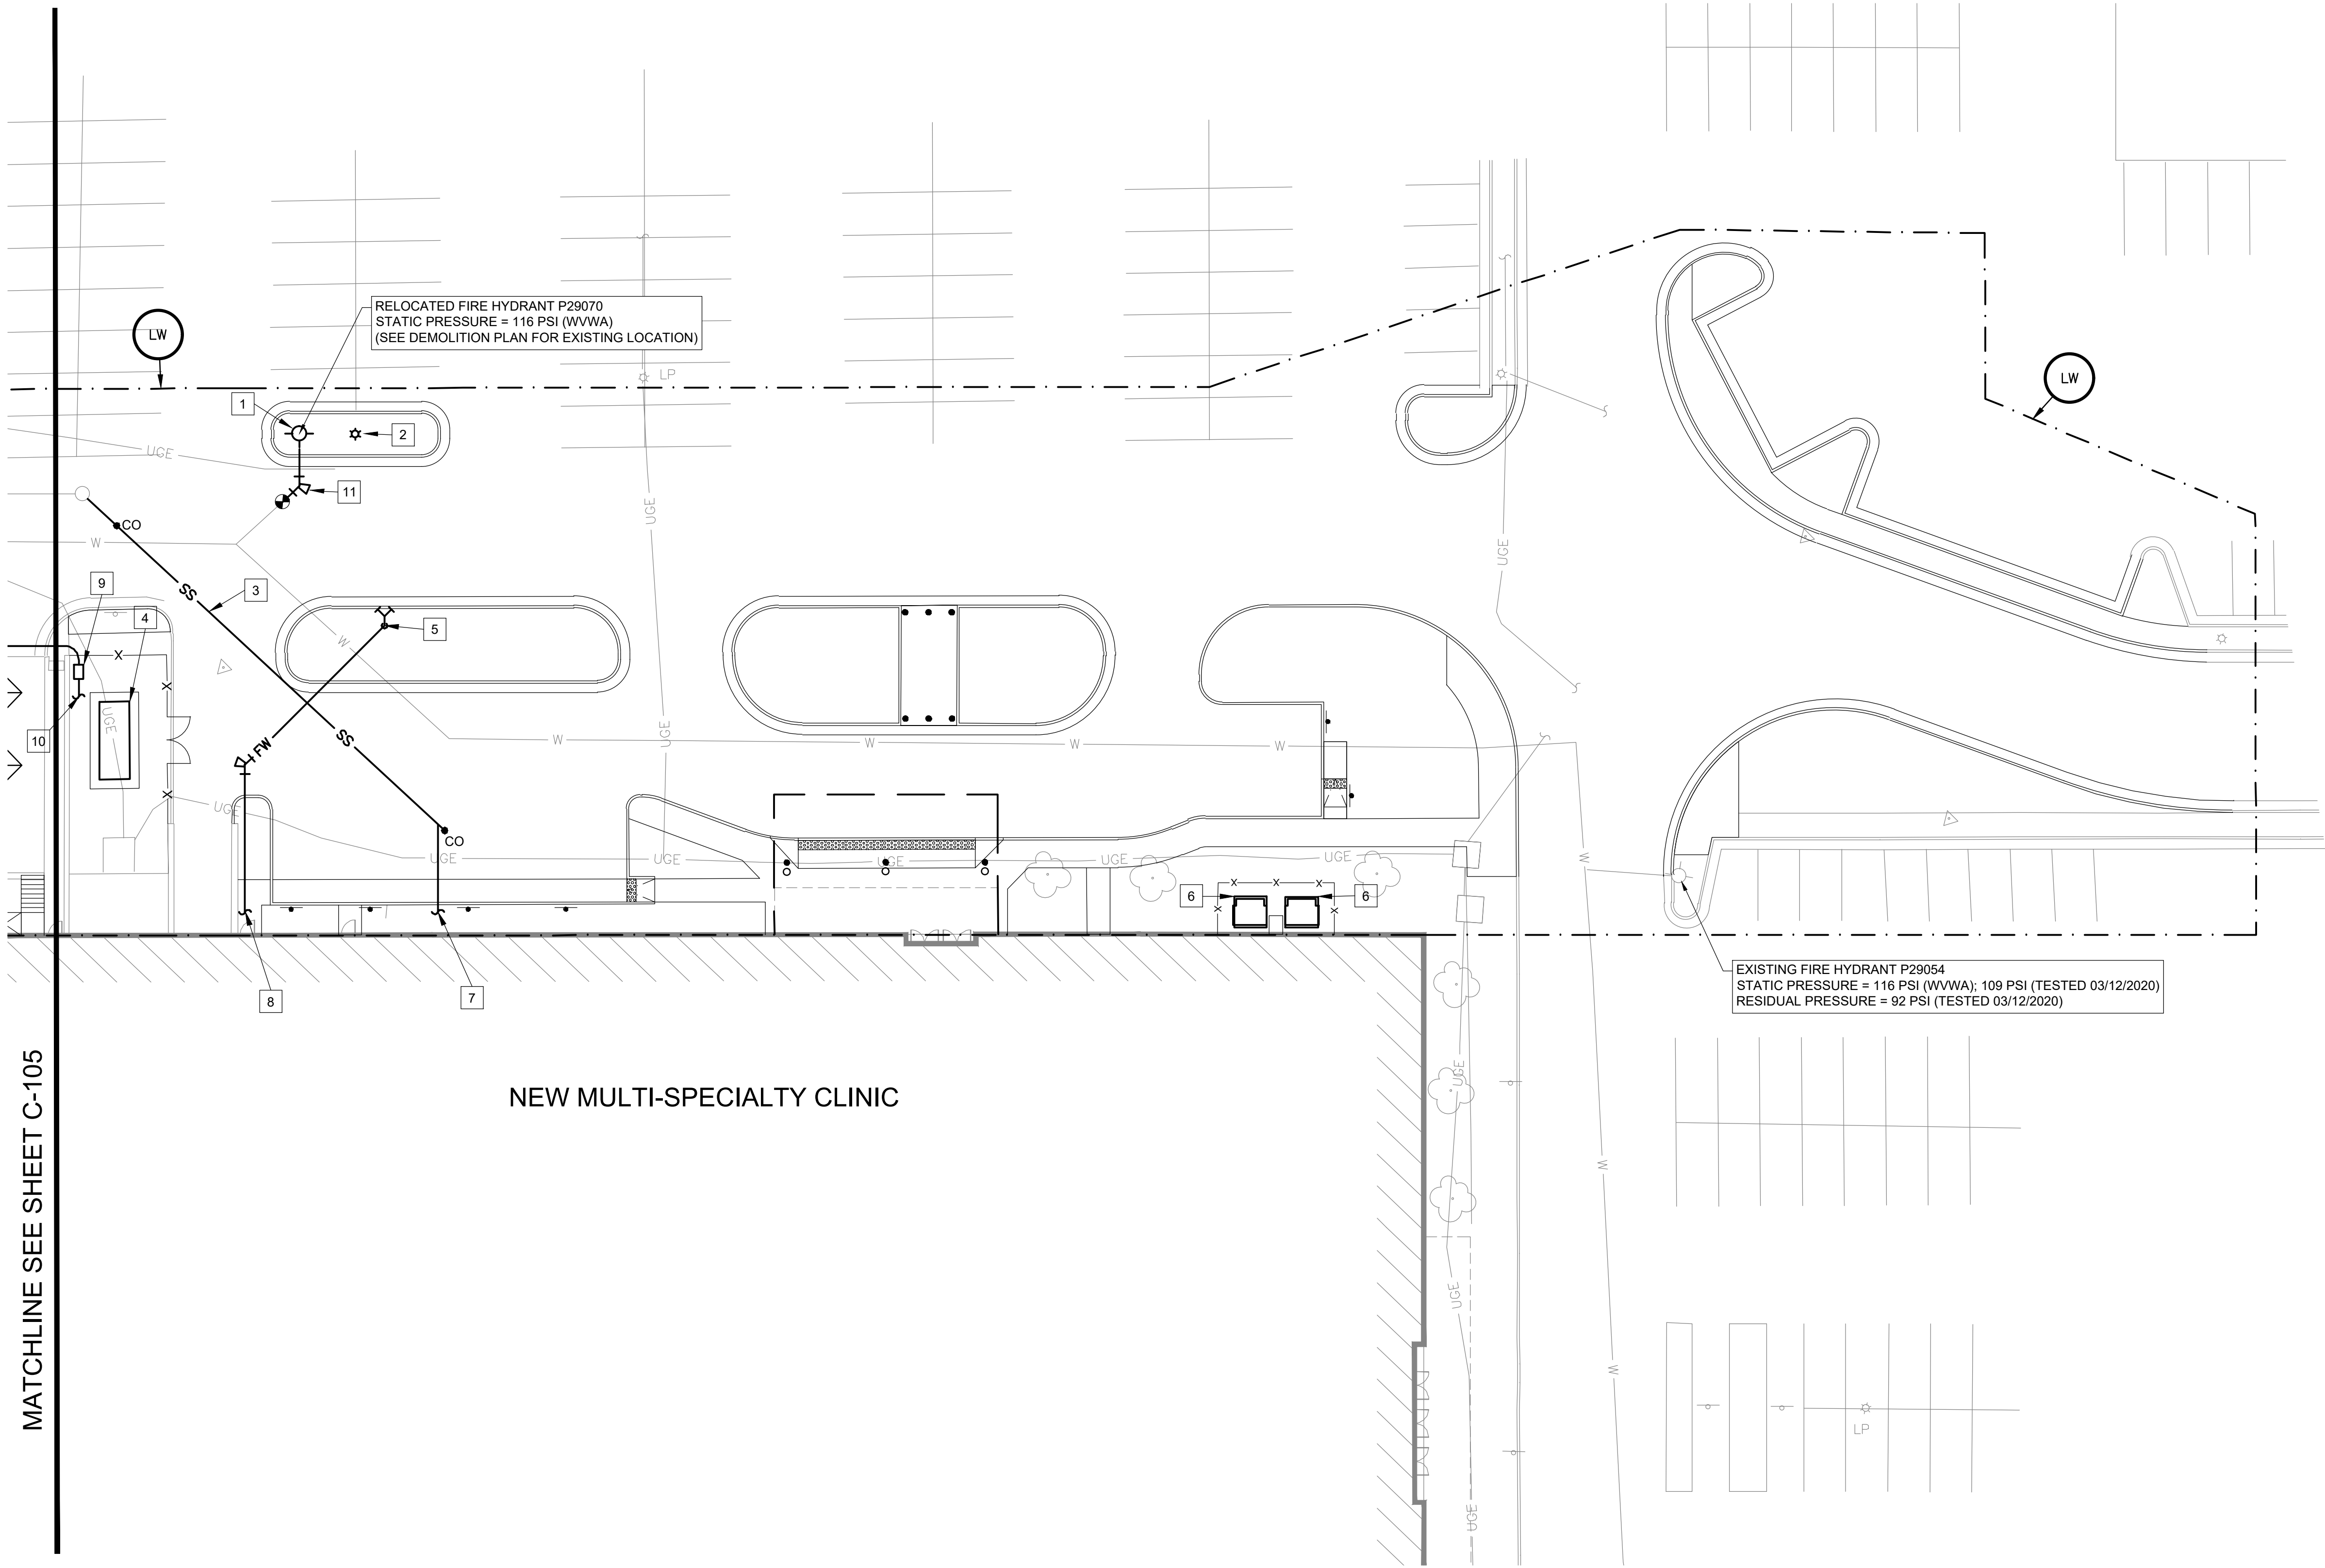 RELOCATED FIRE HYDRANT P29070
STATIC PRESSURE = 116 PSI (WVWA)
(SEE DEMOLITION PLAN FOR EXISTING LOCATION)
LW
LP
LW
1
2
UGE
11
UGE
CO
W
UGE
SS
3
9
4
5
W
X
X
UGE
10
FW
SS
UGE
W
W
W
W
X
UGE
CO
UGE
UGE
UGE
UGE
UGE
W
6
X
X
X
6
X
X
8
7
EXISTING FIRE HYDRANT P29054
STATIC PRESSURE = 116 PSI (WVWA); 109 PSI (TESTED 03/12/2020)
RESIDUAL PRESSURE = 92 PSI (TESTED 03/12/2020)
MATCHLINE SEE SHEET C-105
NEW MULTI-SPECIALTY CLINIC
UGE
W
UGE
W
LP
UGE